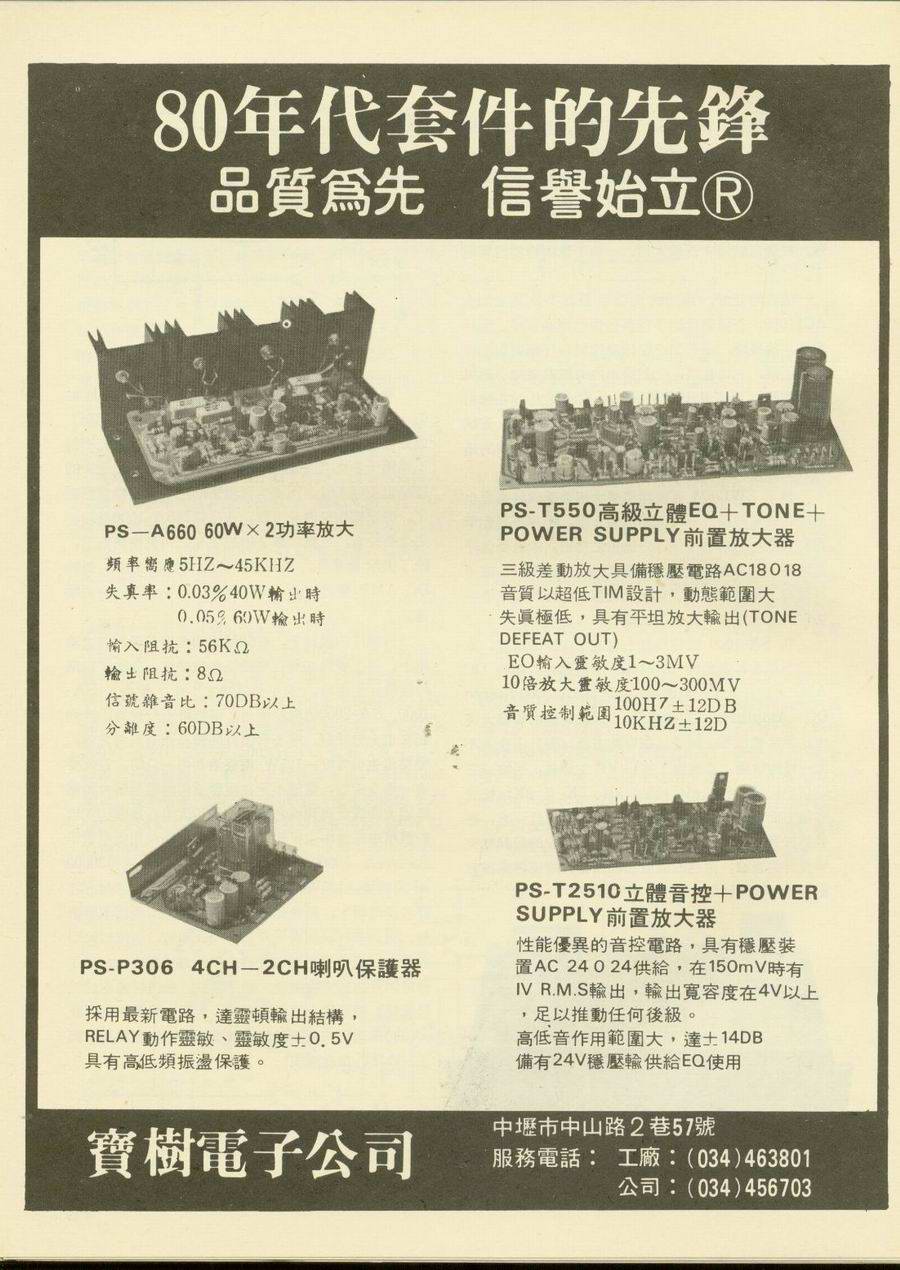 80年代套件的先鋒
品質爲先 信譽始立®
PS—A660 60W×2功率放大
頻率嚮應5HZ～45KHZ
失真率：0.03%40W輸出時
0.05% 60W輸出時
輸入阻抗：56KΩ
輸出阻抗：8Ω
信號雜音比：70DB以上
分離度：60DB以上
PS-T550高級立體EQ＋TONE＋
POWER SUPPLY前置放大器
三級差動放大具備穩壓電路AC18 0 18
音質以超低TIM設計，動態範圍大
失眞極低，具有平坦放大輸出(TONE
DEFEAT OUT)
EQ輸入靈敏度1～3MV
10倍放大靈敏度100～300MV
音質控制範圍100HZ±12DB
10KHZ±12D
PS-P306 4CH—2CH喇叭保護器
採用最新電路，達靈頓輸出結構，
RELAY動作靈敏、靈敏度±0.5V
具有高低頻振盪保護。
PS-T2510立體音控＋POWER
SUPPLY前置放大器
性能優異的音控電路，具有穩壓裝
置AC 24 0 24供給，在150mV時有
IV R.M.S輸出，輸出寬容度在4V以上
，足以推動任何後級。
高低音作用範圍大，達±14DB
備有24V穩壓輸供給EQ使用
寶樹電子公司
中壢市中山路2巷57號
服務電話： 工廠：(034)463801
公司：(034)456703